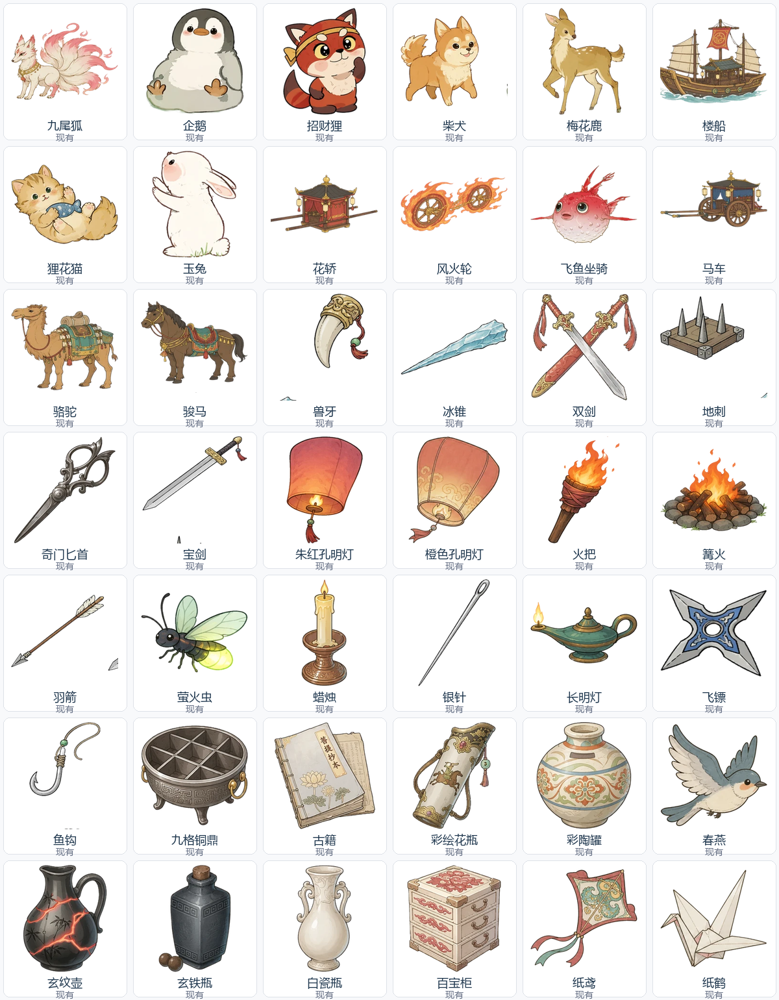 九尾狐
现有
企鹅
现有
招财狸
现有
柴犬
现有
梅花鹿
现有
楼船
现有
狸花猫
现有
玉兔
现有
花轿
现有
风火轮
现有
飞鱼坐骑
现有
马车
现有
骆驼
现有
骏马
现有
兽牙
现有
冰锥
现有
双剑
现有
地刺
现有
奇门匕首
现有
宝剑
现有
朱红孔明灯
现有
橙色孔明灯
现有
火把
现有
篝火
现有
羽箭
现有
萤火虫
现有
蜡烛
现有
银针
现有
长明灯
现有
飞镖
现有
鱼钩
现有
九格铜鼎
现有
菩提抄本
古籍
现有
彩绘花瓶
现有
彩陶罐
现有
春燕
现有
玄纹壶
现有
玄铁瓶
现有
白瓷瓶
现有
百宝柜
现有
纸鸢
现有
纸鹤
现有